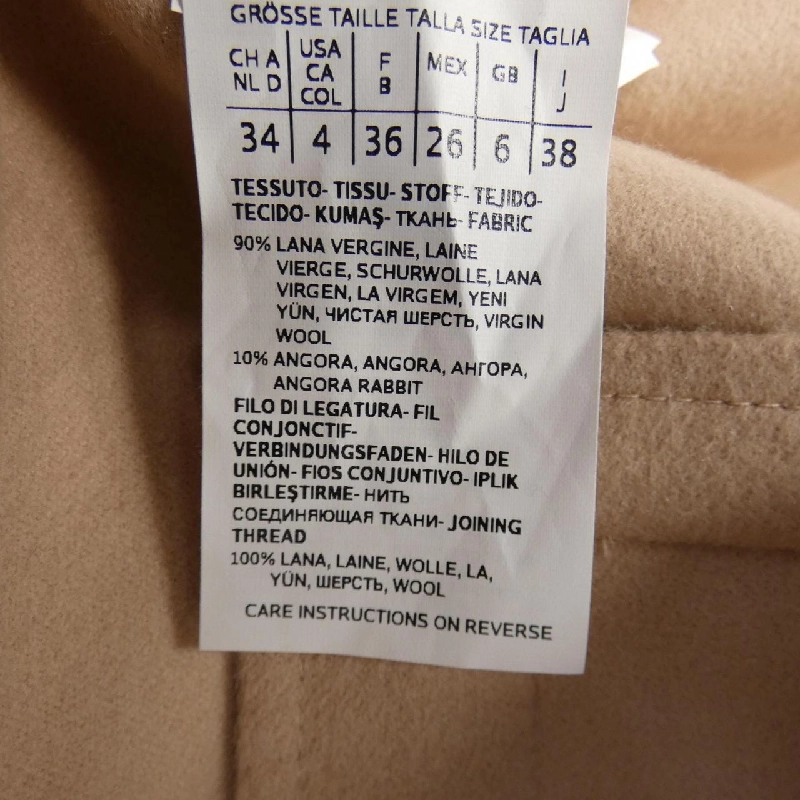 GRÖSSE TAILLE TALLA SIZE TAGLIA
CH A NL D | USA CA COL | F B | MEX | GB | I J
34 | 4 | 36 | 26 | 6 | 38
TESSUTO- TISSU- STOFF- TEJIDO-
TECIDO- KUMAŞ- ТКАНЬ- FABRIC
90% LANA VERGINE, LAINE
VIERGE, SCHURWOLLE, LANA
VIRGEN, LA VIRGEM, YENI
YÜN, ЧИСТАЯ ШЕРСТЬ, VIRGIN
WOOL
10% ANGORA, ANGORA, АНГОРА,
ANGORA RABBIT
FILO DI LEGATURA- FIL
CONJONCTIF-
VERBINDUNGSFADEN- HILO DE
UNIÓN- FIOS CONJUNTIVO- IPLIK
BIRLEŞTIRME- НИТЬ
СОЕДИНЯЮЩАЯ ТКАНИ- JOINING
THREAD
100% LANA, LAINE, WOLLE, LA,
YÜN, ШЕРСТЬ, WOOL
CARE INSTRUCTIONS ON REVERSE